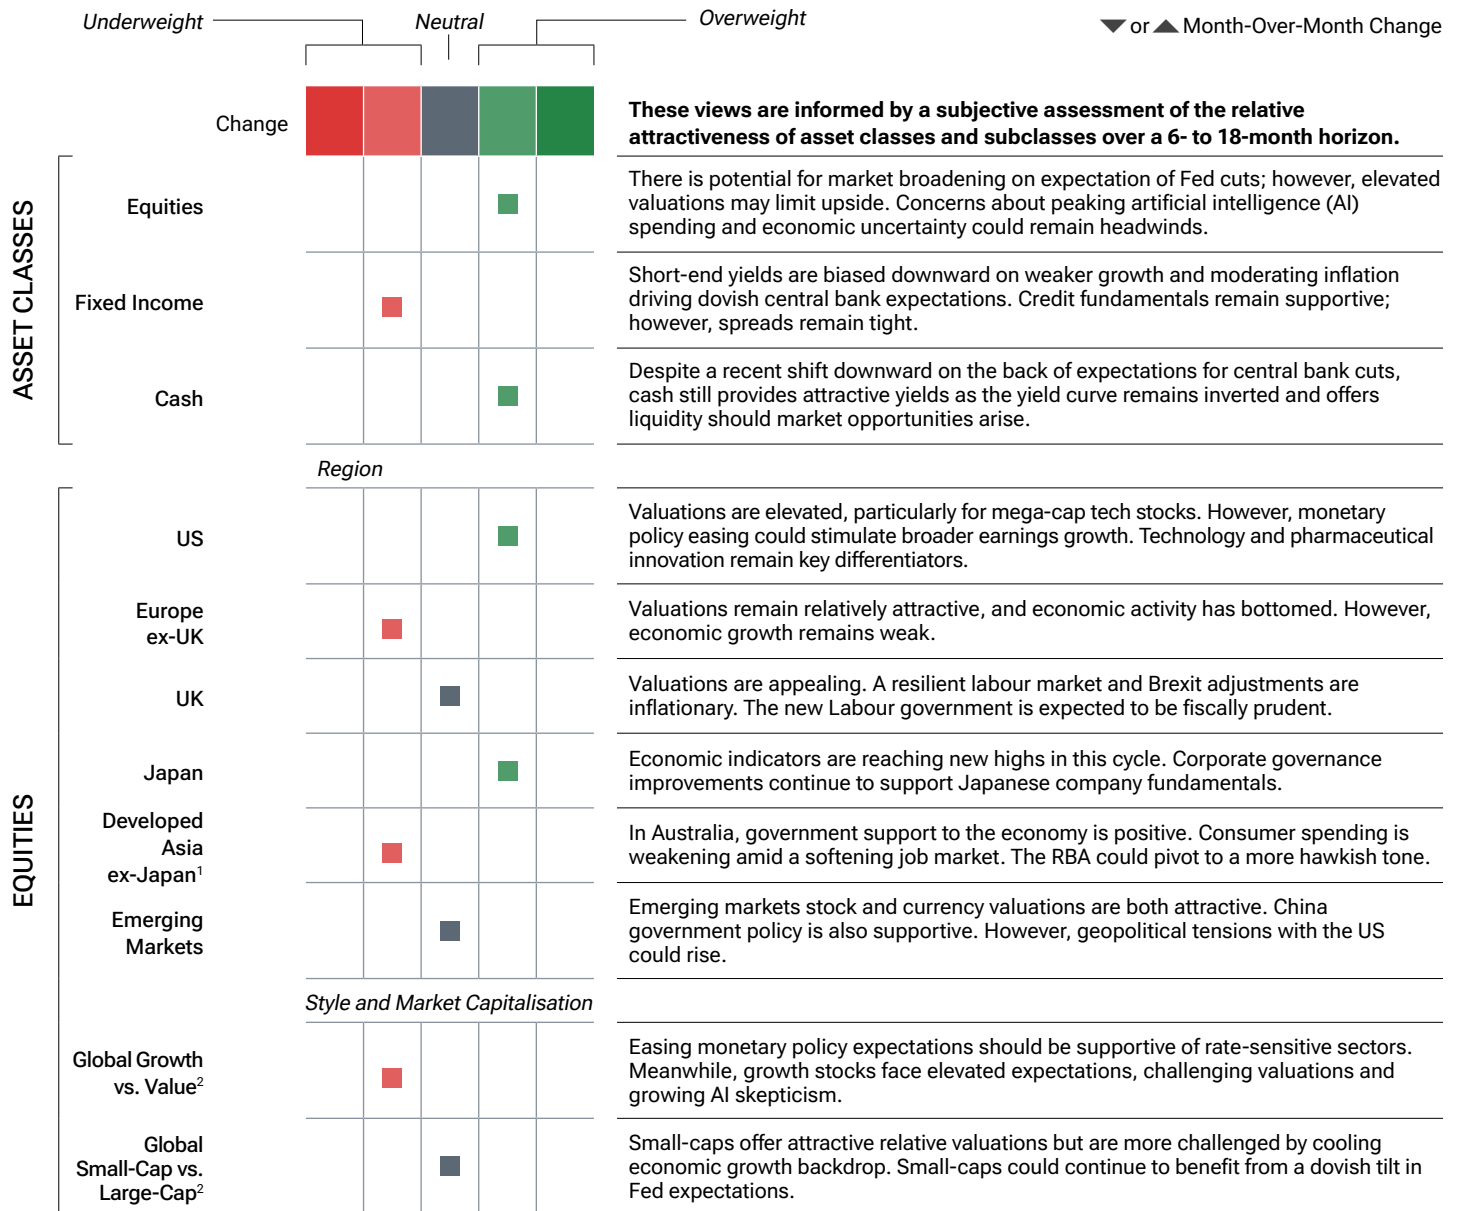 Underweight
Neutral
Overweight
or Month-Over-Month Change
Change
These views are informed by a subjective assessment of the relative
attractiveness of asset classes and subclasses over a 6- to 18-month horizon.
ASSET CLASSES
Equities
There is potential for market broadening on expectation of Fed cuts; however, elevated
valuations may limit upside. Concerns about peaking artificial intelligence (AI)
spending and economic uncertainty could remain headwinds.
Fixed Income
Short-end yields are biased downward on weaker growth and moderating inflation
driving dovish central bank expectations. Credit fundamentals remain supportive;
however, spreads remain tight.
Cash
Despite a recent shift downward on the back of expectations for central bank cuts,
cash still provides attractive yields as the yield curve remains inverted and offers
liquidity should market opportunities arise.
EQUITIES
Region
US
Valuations are elevated, particularly for mega-cap tech stocks. However, monetary
policy easing could stimulate broader earnings growth. Technology and pharmaceutical
innovation remain key differentiators.
Europe
ex-UK
Valuations remain relatively attractive, and economic activity has bottomed. However,
economic growth remains weak.
UK
Valuations are appealing. A resilient labour market and Brexit adjustments are
inflationary. The new Labour government is expected to be fiscally prudent.
Japan
Economic indicators are reaching new highs in this cycle. Corporate governance
improvements continue to support Japanese company fundamentals.
Developed
Asia
ex-Japan¹
In Australia, government support to the economy is positive. Consumer spending is
weakening amid a softening job market. The RBA could pivot to a more hawkish tone.
Emerging
Markets
Emerging markets stock and currency valuations are both attractive. China
government policy is also supportive. However, geopolitical tensions with the US
could rise.
Style and Market Capitalisation
Global Growth
vs. Value²
Easing monetary policy expectations should be supportive of rate-sensitive sectors.
Meanwhile, growth stocks face elevated expectations, challenging valuations and
growing AI skepticism.
Global
Small-Cap vs.
Large-Cap²
Small-caps offer attractive relative valuations but are more challenged by cooling
economic growth backdrop. Small-caps could continue to benefit from a dovish tilt in
Fed expectations.